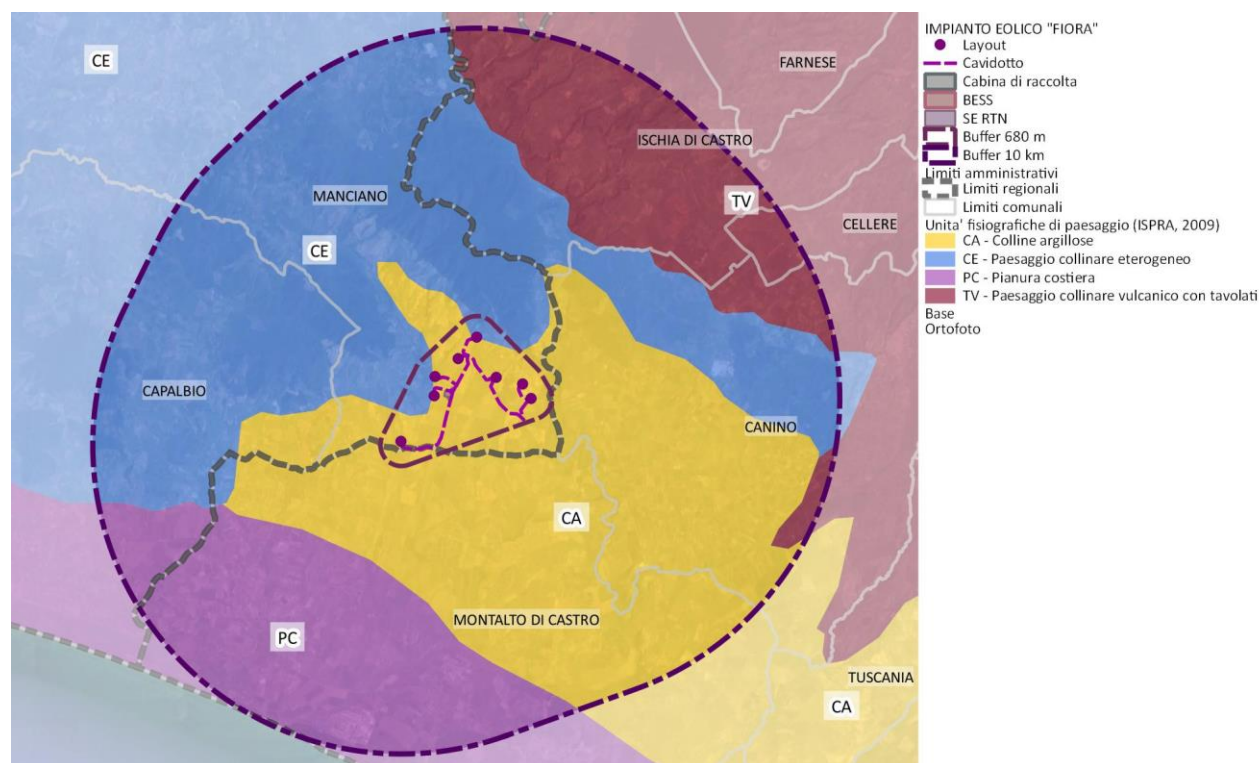 CE
FARNESE
ISCHIA DI CASTRO
MANCIANO
TV
CELLERE
CE
CAPALBIO
CANINO
CA
MONTALTO DI CASTRO
PC
TUSCANIA
CA
IMPIANTO EOLICO "FIORA"
Layout
Cavidotto
Cabina di raccolta
BESS
SE RTN
Buffer 680 m
Buffer 10 km
Limiti amministrativi
Limiti regionali
Limiti comunali
Unita' fisiografiche di paesaggio (ISPRA, 2009)
CA - Colline argillose
CE - Paesaggio collinare eterogeneo
PC - Pianura costiera
TV - Paesaggio collinare vulcanico con tavolati
Base
Ortofoto